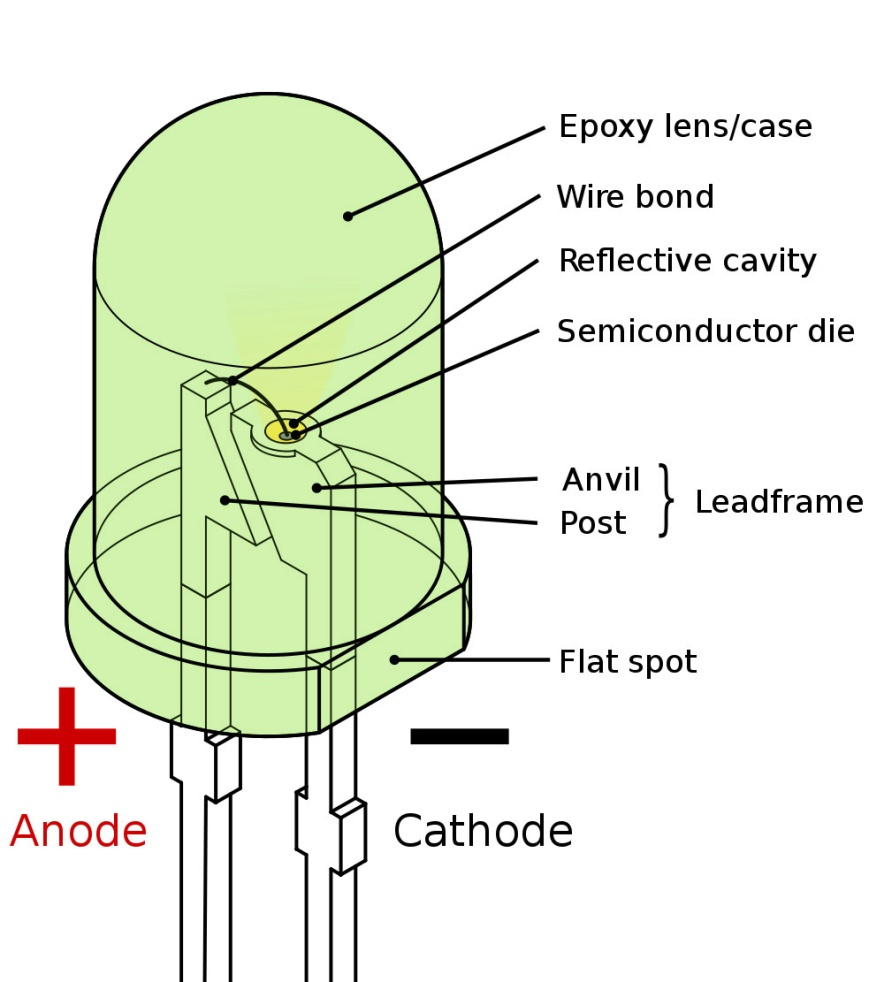 Epoxy lens/case
Wire bond
Reflective cavity
Semiconductor die
Anvil
Post
Leadframe
Flat spot
Anode
Cathode